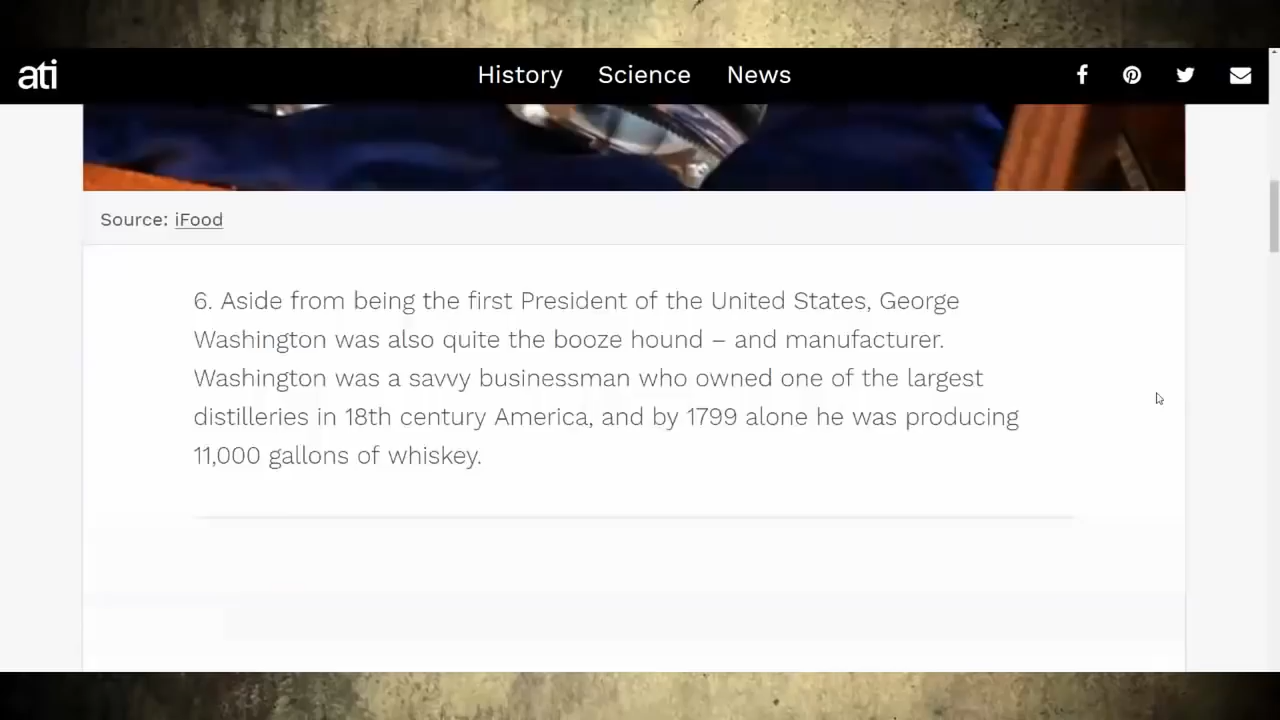 ati
History Science News
Source: iFood
6. Aside from being the first President of the United States, George
Washington was also quite the booze hound – and manufacturer.
Washington was a savvy businessman who owned one of the largest
distilleries in 18th century America, and by 1799 alone he was producing
11,000 gallons of whiskey.